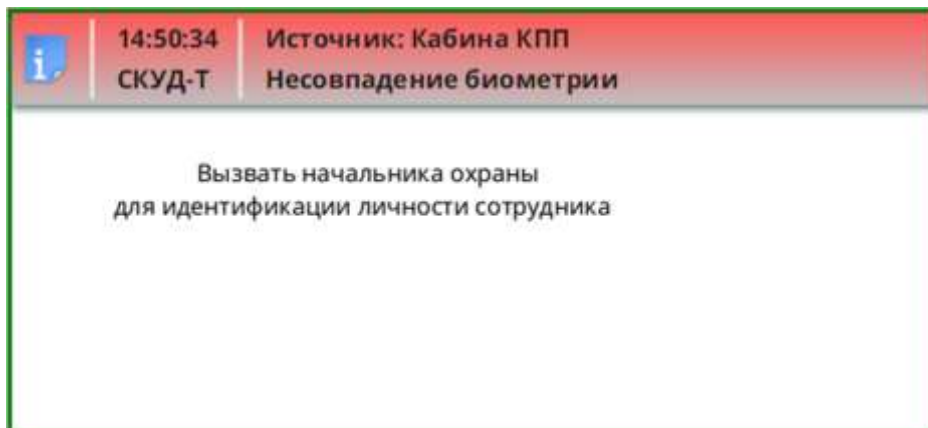 14:50:34
СКУД-Т
Источник: Кабина КПП
Несовпадение биометрии
Вызвать начальника охраны
для идентификации личности сотрудника